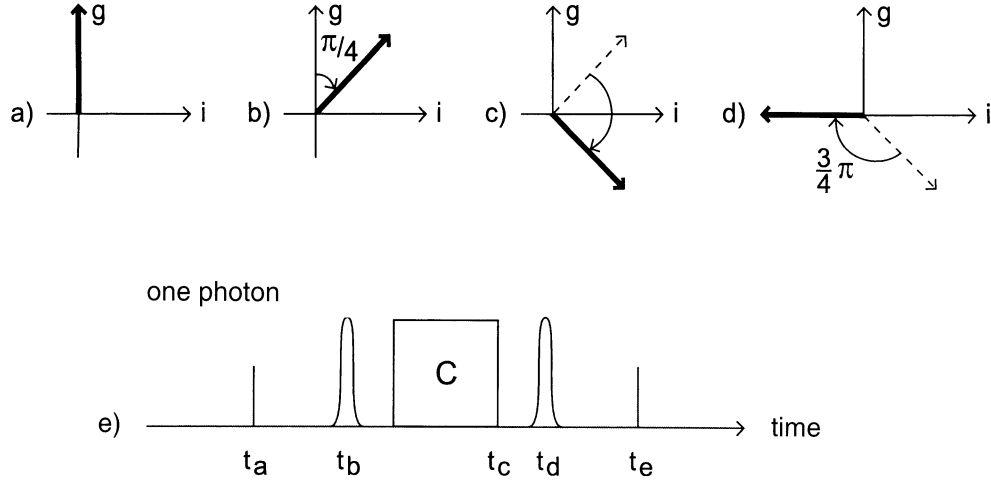 g
g
g
g
π/4
a)
i
b)
i
c)
i
d)
i
3/4 π
one photon
C
e)
time
ta
tb
tc
td
te